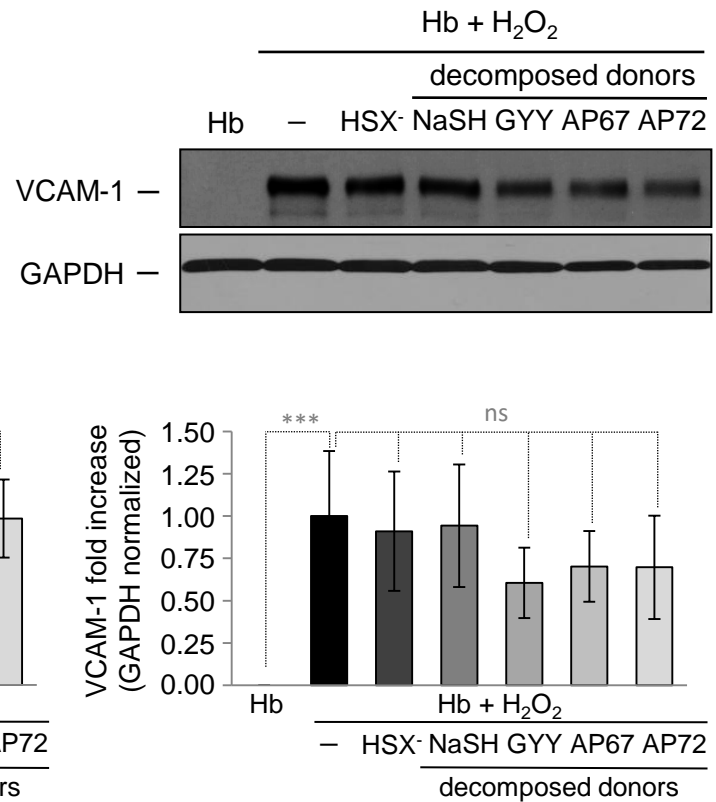 Hb + H₂O₂
decomposed donors
Hb – HSX⁻ NaSH GYY AP67 AP72
VCAM-1 –
GAPDH –
*** ns
VCAM-1 fold increase
(GAPDH normalized)
1.50
1.25
1.00
0.75
0.50
0.25
0.00
Hb Hb + H₂O₂
– HSX⁻ NaSH GYY AP67 AP72
decomposed donors